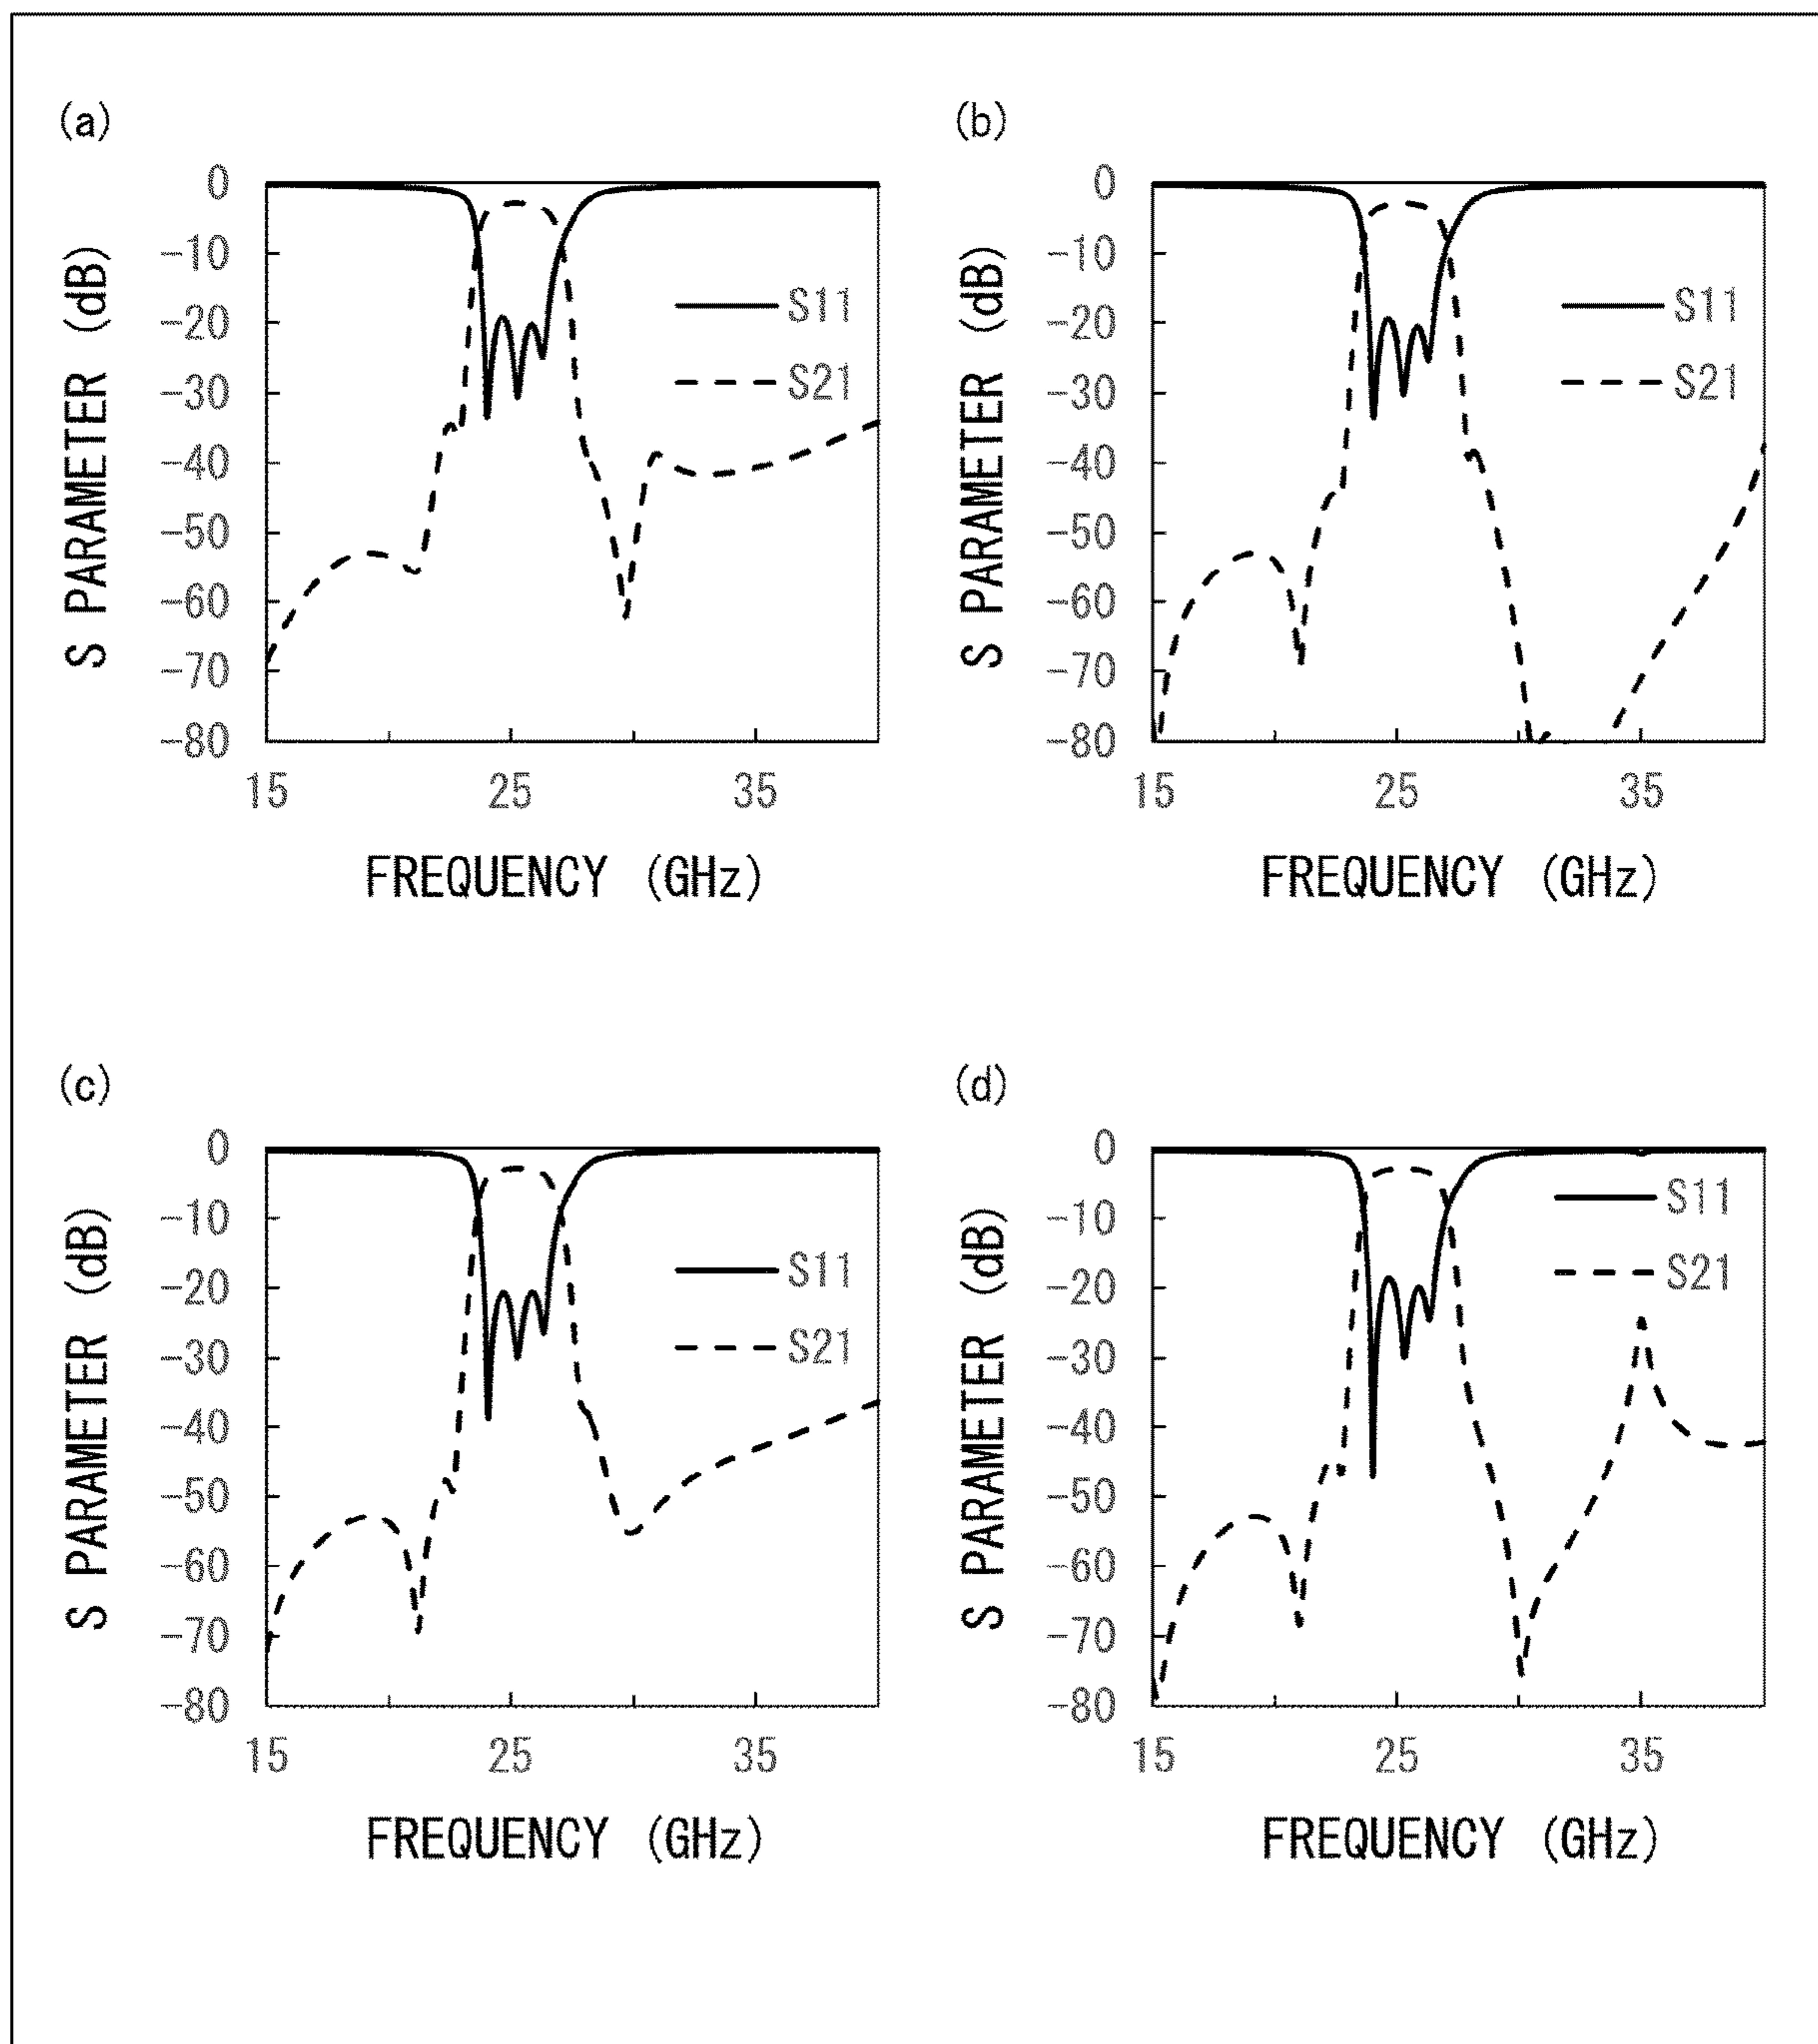 (a)
S PARAMETER (dB)
0
-10
-20
-30
-40
-50
-60
-70
-80
S11
S21
15
25
35
FREQUENCY (GHz)
(b)
S PARAMETER (dB)
0
-10
-20
-30
-40
-50
-60
-70
-80
S11
S21
15
25
35
FREQUENCY (GHz)
(c)
S PARAMETER (dB)
0
-10
-20
-30
-40
-50
-60
-70
-80
S11
S21
15
25
35
FREQUENCY (GHz)
(d)
S PARAMETER (dB)
0
-10
-20
-30
-40
-50
-60
-70
-80
S11
S21
15
25
35
FREQUENCY (GHz)